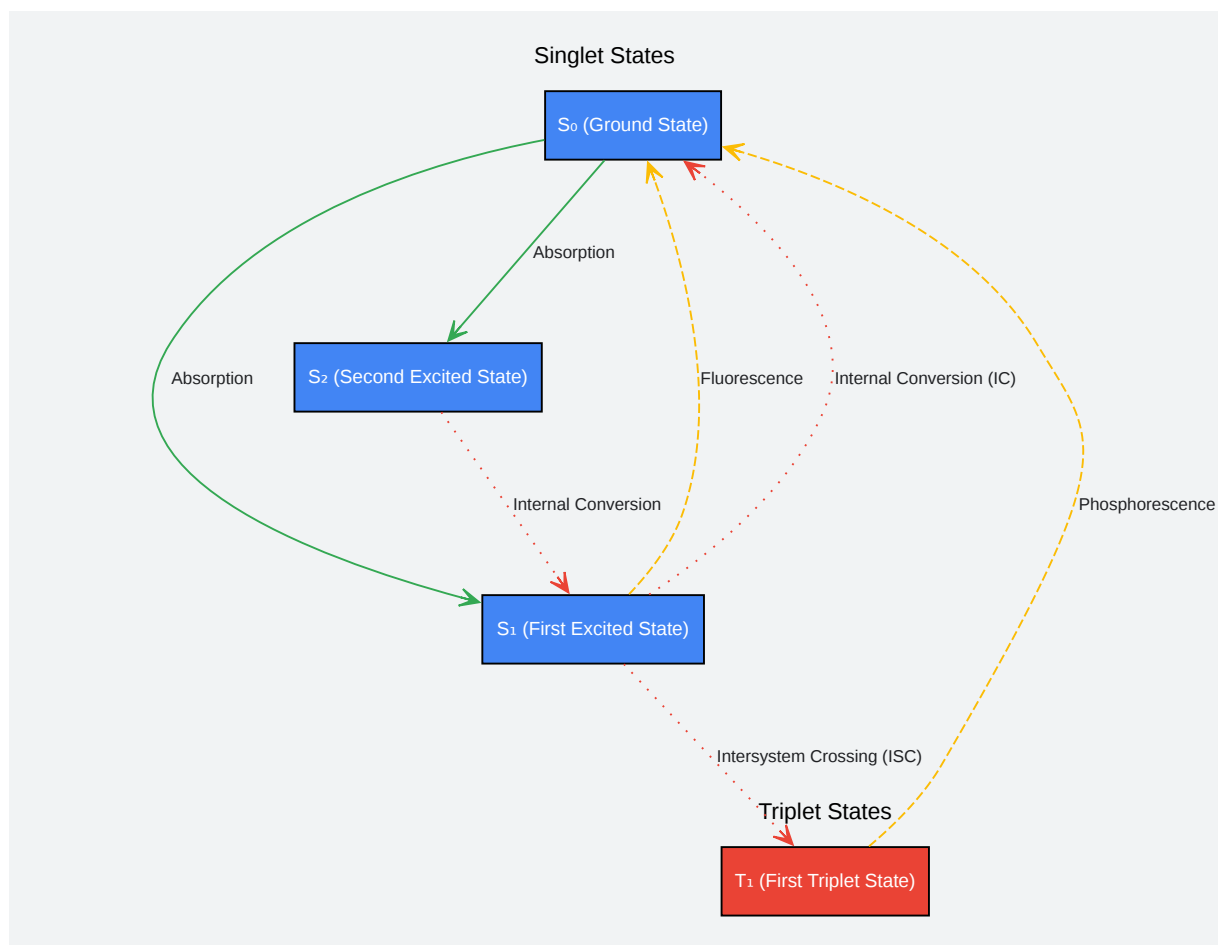 Singlet States
S₀ (Ground State)
Absorption
Absorption
S₂ (Second Excited State)
Fluorescence
Internal Conversion (IC)
Internal Conversion
Phosphorescence
S₁ (First Excited State)
Intersystem Crossing (ISC)
Triplet States
T₁ (First Triplet State)